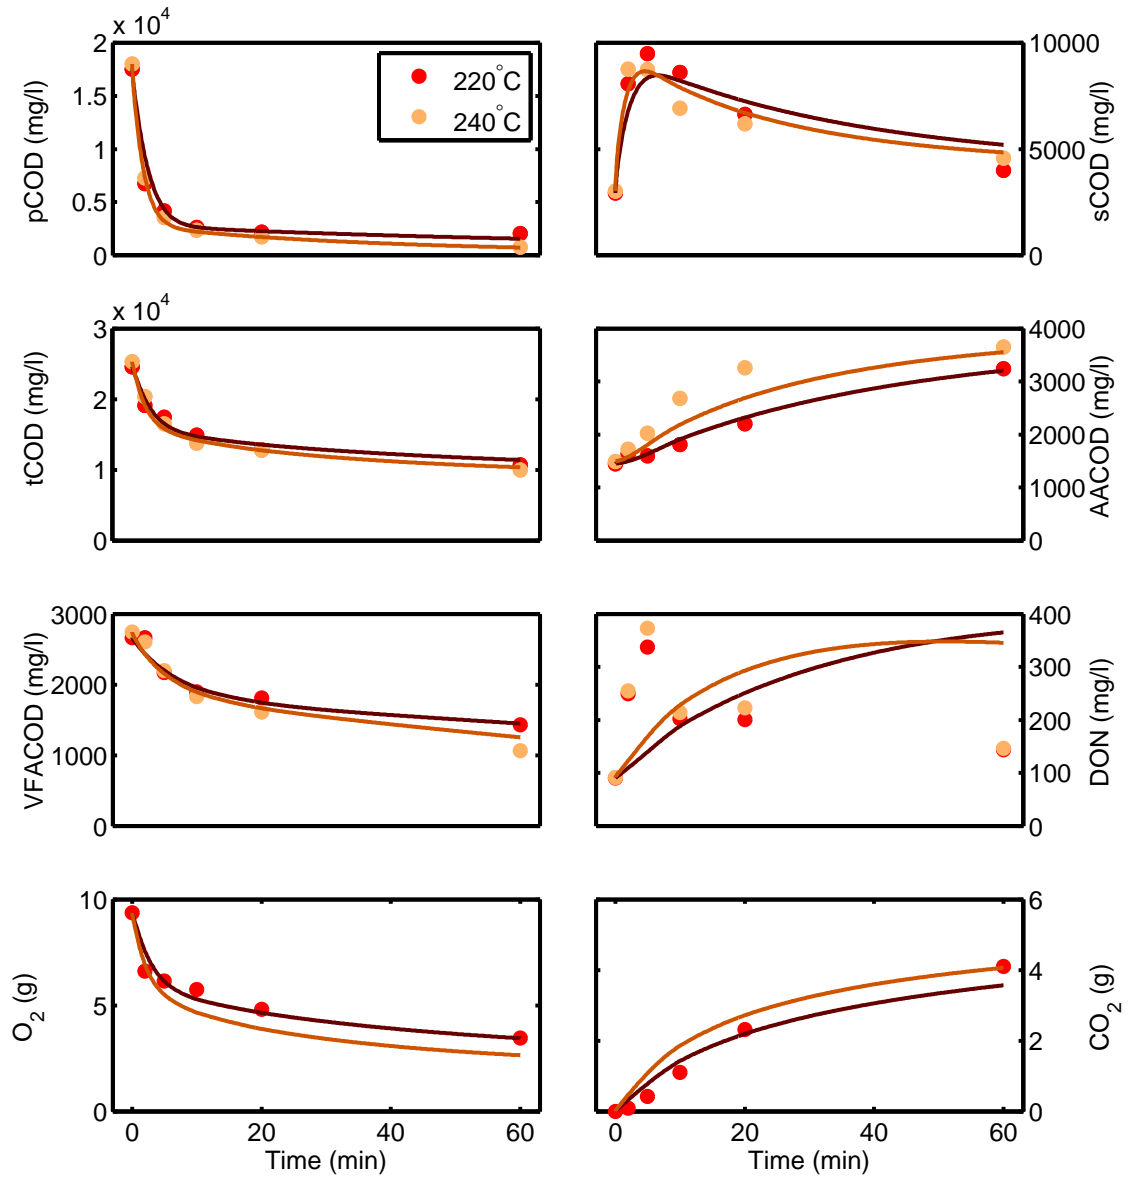 x 10^4
2
1.5
1
0.5
0
pCOD (mg/l)
220°C
240°C
10000
5000
0
sCOD (mg/l)
x 10^4
3
2
1
0
tCOD (mg/l)
4000
3000
2000
1000
0
AACOD (mg/l)
3000
2000
1000
0
VFACOD (mg/l)
400
300
200
100
0
DON (mg/l)
10
5
0
O_2 (g)
0 20 40 60
Time (min)
6
4
2
0
CO_2 (g)
0 20 40 60
Time (min)